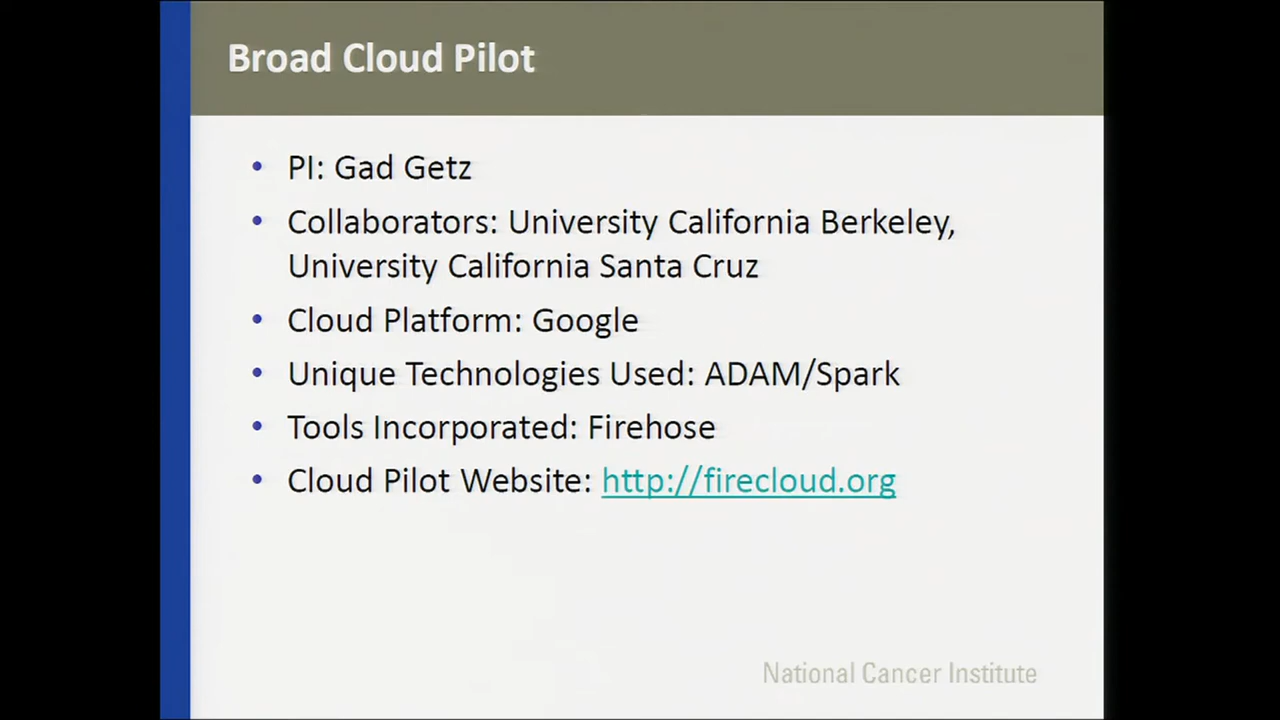 Broad Cloud Pilot
• PI: Gad Getz
• Collaborators: University California Berkeley,
University California Santa Cruz
• Cloud Platform: Google
• Unique Technologies Used: ADAM/Spark
• Tools Incorporated: Firehose
• Cloud Pilot Website: http://firecloud.org
National Cancer Institute